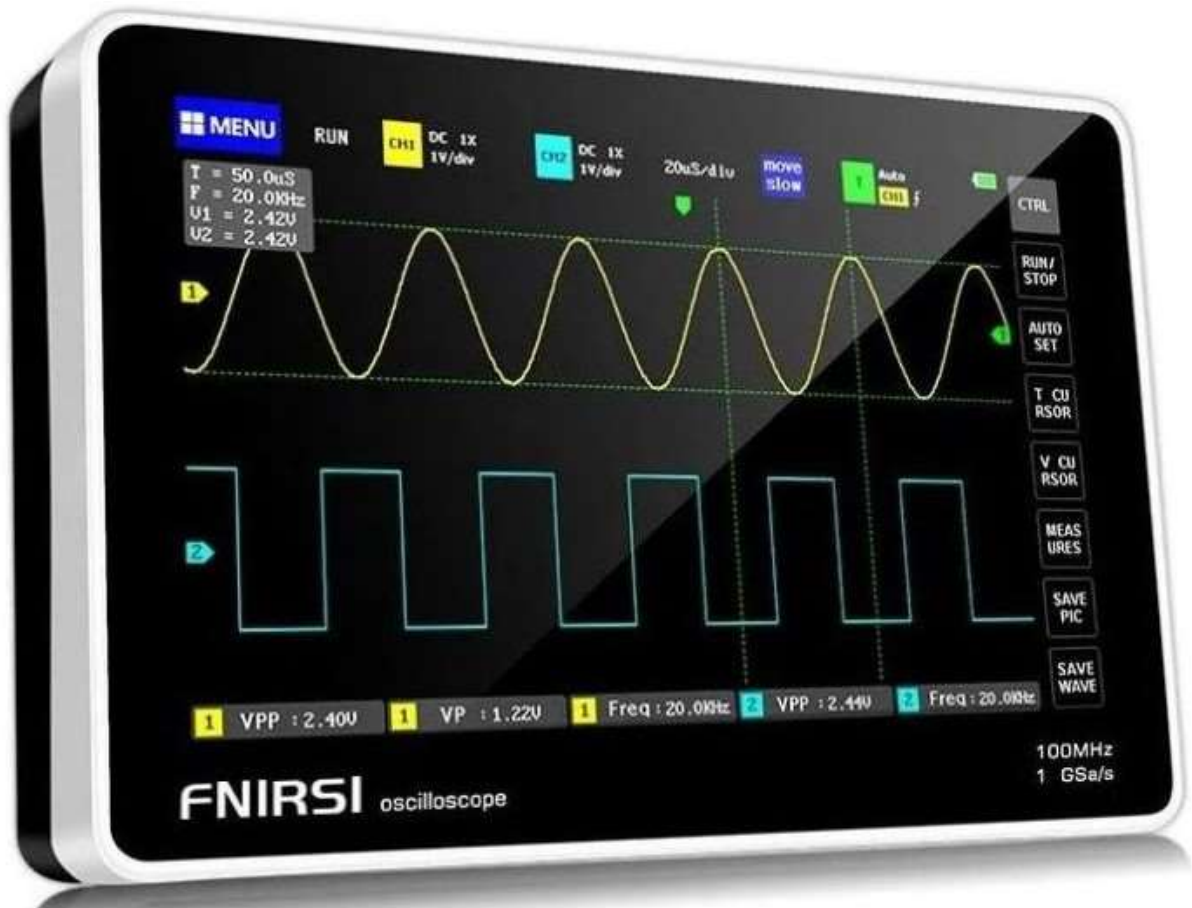 MENU
RUN
CH1
DC 1X
1V/div
CH2
DC 1X
1V/div
20uS/div
move
slow
T
Auto
CH1
T = 50.0uS
F = 20.0KHz
V1 = 2.42V
V2 = 2.42V
CTRL
RUN/
STOP
AUTO
SET
T CU
RSOR
V CU
RSOR
MEAS
URES
SAVE
PIC
SAVE
WAVE
1
2
1 VPP :2.40V
1 VP :1.22V
1 Freq:20.0KHz
2 VPP :2.44V
2 Freq:20.0KHz
FNIRSI oscilloscope
100MHz
1 GSa/s